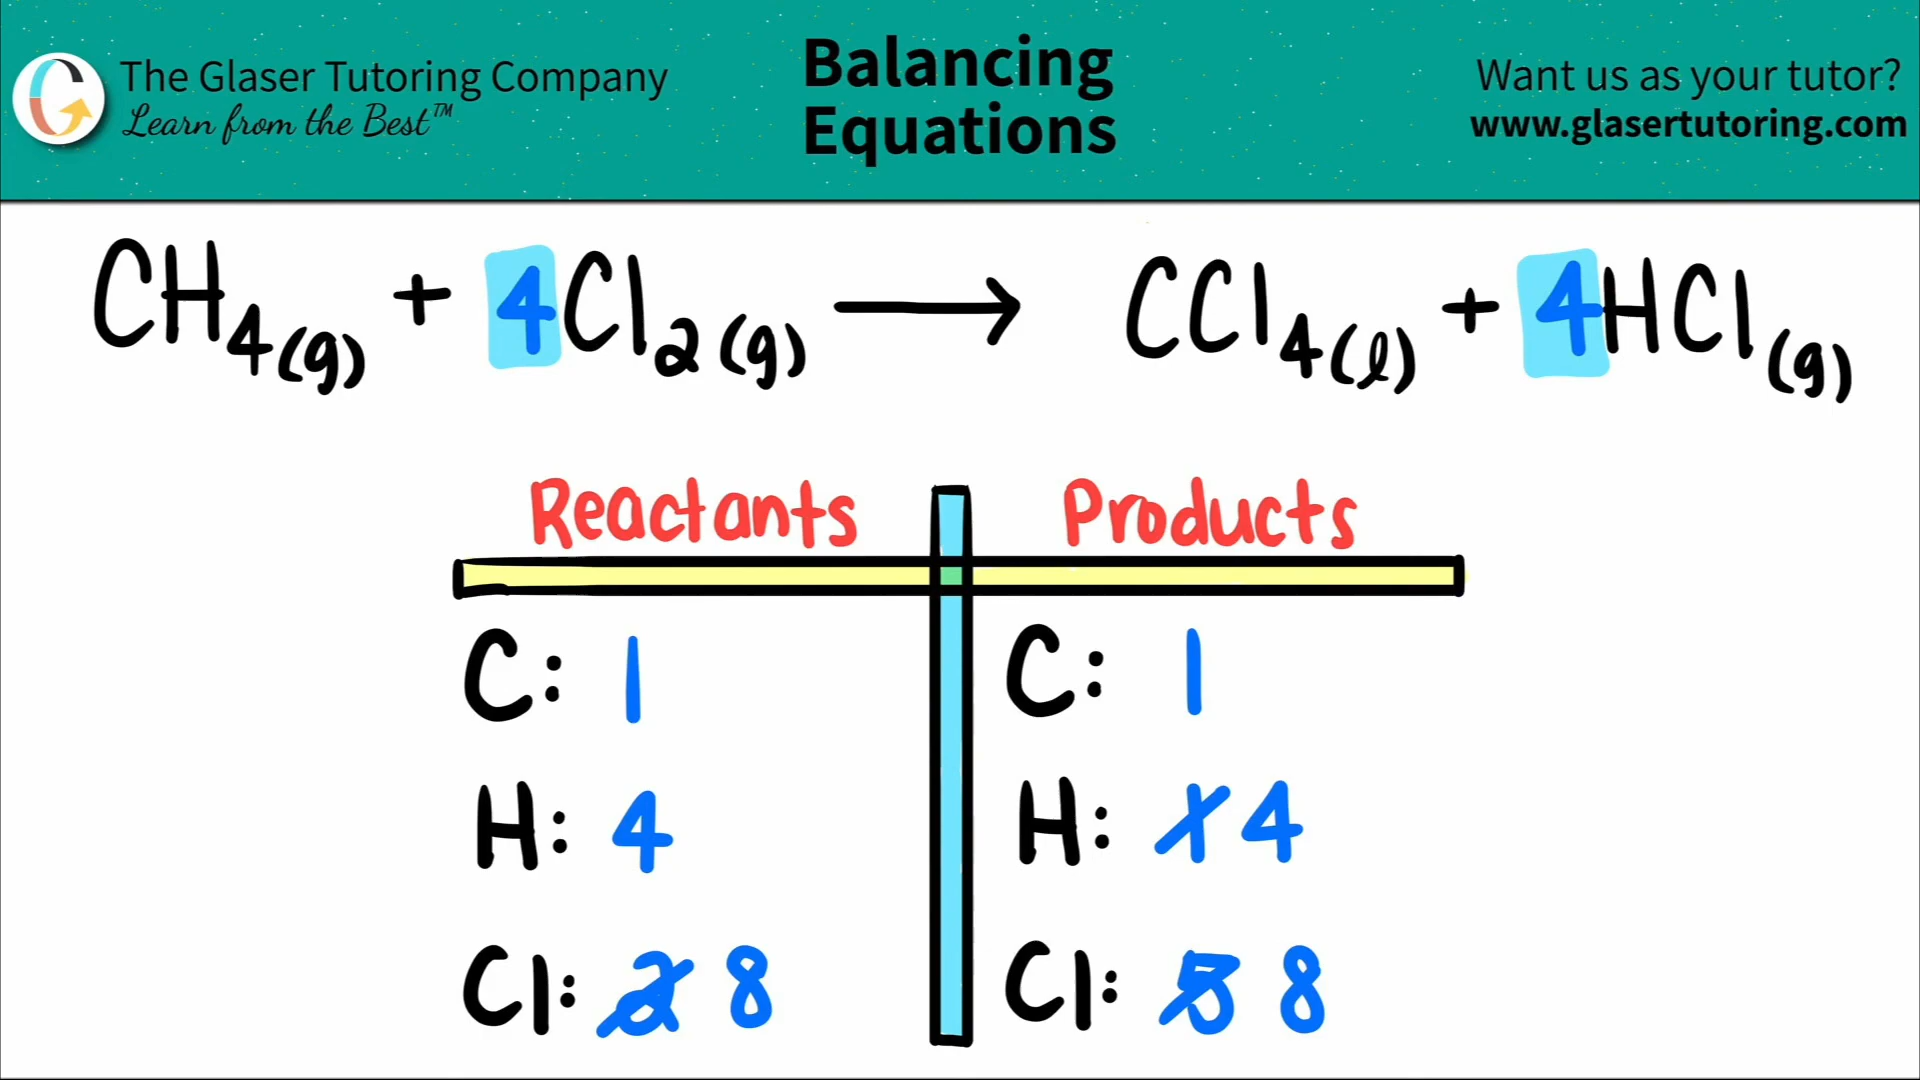 The Glaser Tutoring Company
Learn from the Best™
Balancing
Equations
Want us as your tutor?
www.glasertutoring.com
CH₄(g) + 4Cl₂(g) → CCl₄(l) + 4HCl(g)
Reactants Products
C: 1 C: 1
H: 4 H: 1 4
Cl: 2 8 Cl: 5 8